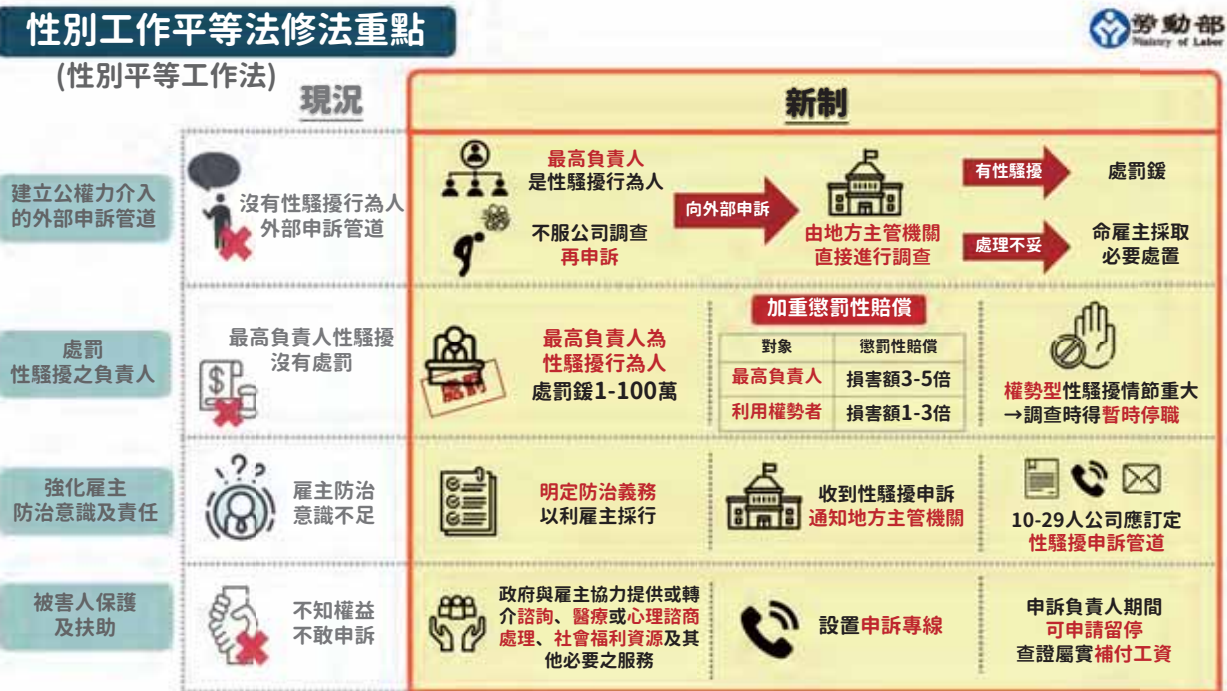 性別工作平等法修法重點
勞動部
Ministry of Labor
(性別平等工作法)
現況
新制
建立公權力介入
的外部申訴管道
沒有性騷擾行為人
外部申訴管道
最高負責人
是性騷擾行為人
不服公司調查
再申訴
向外部申訴
由地方主管機關
直接進行調查
有性騷擾
處罰鍰
處理不妥
命雇主採取
必要處置
處罰
性騷擾之負責人
最高負責人性騷擾
沒有處罰
$
處罰
最高負責人為
性騷擾行為人
處罰鍰1-100萬
加重懲罰性賠償
對象 懲罰性賠償
最高負責人 損害額3-5倍
利用權勢者 損害額1-3倍
權勢型性騷擾情節重大
→調查時得暫時停職
強化雇主
防治意識及責任
???
雇主防治
意識不足
明定防治義務
以利雇主採行
收到性騷擾申訴
通知地方主管機關
10-29人公司應訂定
性騷擾申訴管道
被害人保護
及扶助
不知權益
不敢申訴
政府與雇主協力提供或轉
介諮詢、醫療或心理諮商
處理、社會福利資源及其
他必要之服務
設置申訴專線
申訴負責人期間
可申請留停
查證屬實補付工資